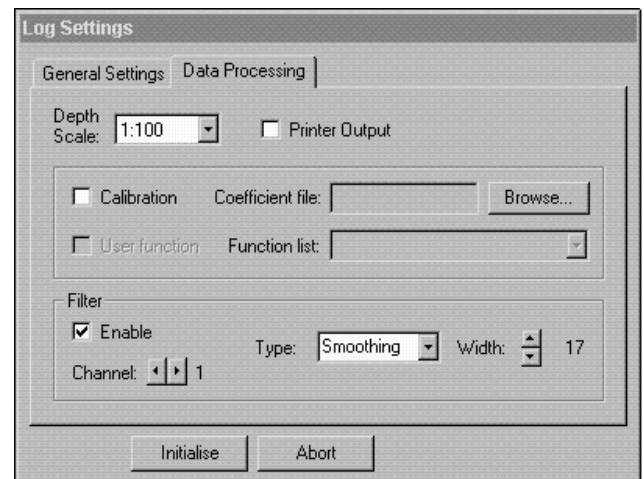 Log Settings
General Settings Data Processing
Depth
Scale: 1:100 Printer Output
Calibration Coefficient file: Browse...
User function Function list:
Filter
Enable
Type: Smoothing Width: 17
Channel: 1
Initialise Abort